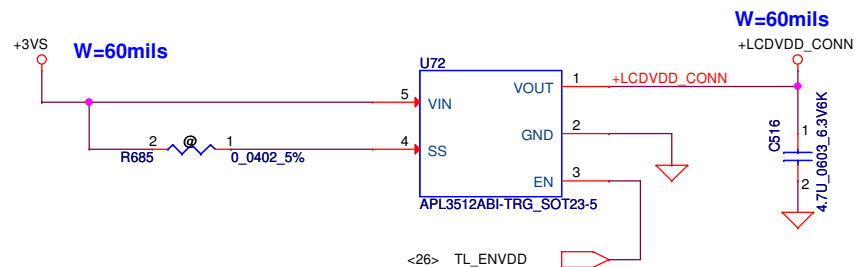 W=60mils
+3VS
W=60mils
+LCDVDD_CONN
U72
5 VIN VOUT 1 +LCDVDD_CONN
GND 2
R685 2 @ 1 0_0402_5%
4 SS
EN 3
APL3512ABI-TRG_SOT23-5
C516
1
2
4.7U_0603_6.3V6K
<26> TL_ENVDD